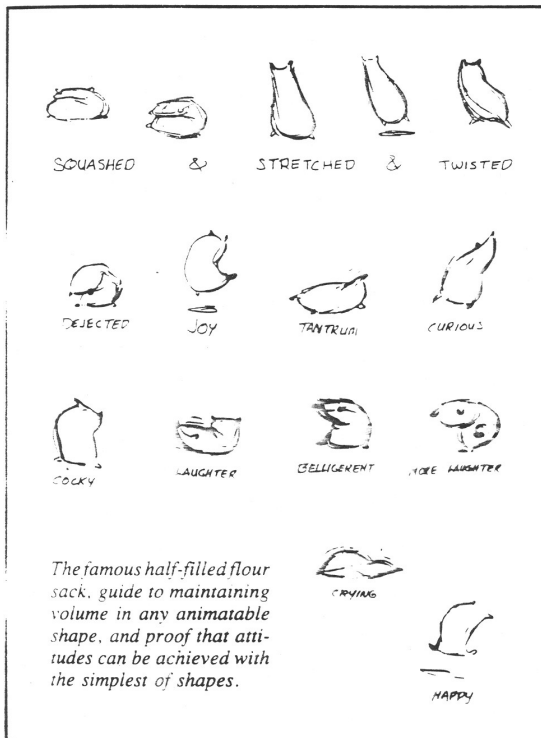 SQUASHED & STRETCHED & TWISTED
DEJECTED JOY TANTRUM CURIOUS
COCKY LAUGHTER BELLIGERENT MORE LAUGHTER
The famous half-filled flour
sack, guide to maintaining
volume in any animatable
shape, and proof that atti-
tudes can be achieved with
the simplest of shapes.
CRYING
HAPPY